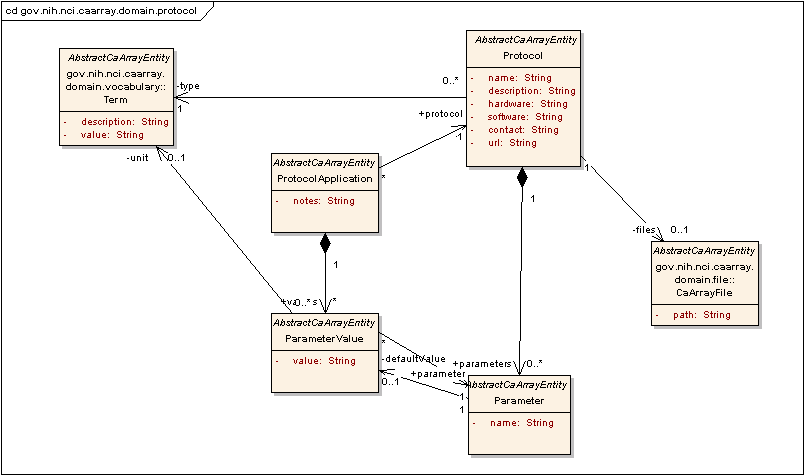 cd gov.nih.nci.caarray.domain.protocol
AbstractCaArrayEntity
gov.nih.nci.caarray.
domain.vocabulary::
Term
- description: String
- value: String
-type
1
0..*
AbstractCaArrayEntity
Protocol
- name: String
- description: String
- hardware: String
- software: String
- contact: String
- url: String
+protocol
1
-unit
0..1
AbstractCaArrayEntity
ProtocolApplication
- notes: String
*
1
1
1
-files
0..1
AbstractCaArrayEntity
gov.nih.nci.caarray.
domain.file::
CaArrayFile
- path: String
1
0..*
*
AbstractCaArrayEntity
ParameterValue
- value: String
*
-defaultValue
+parameter
0..1
+parameters
0..*
1
1
AbstractCaArrayEntity
Parameter
- name: String